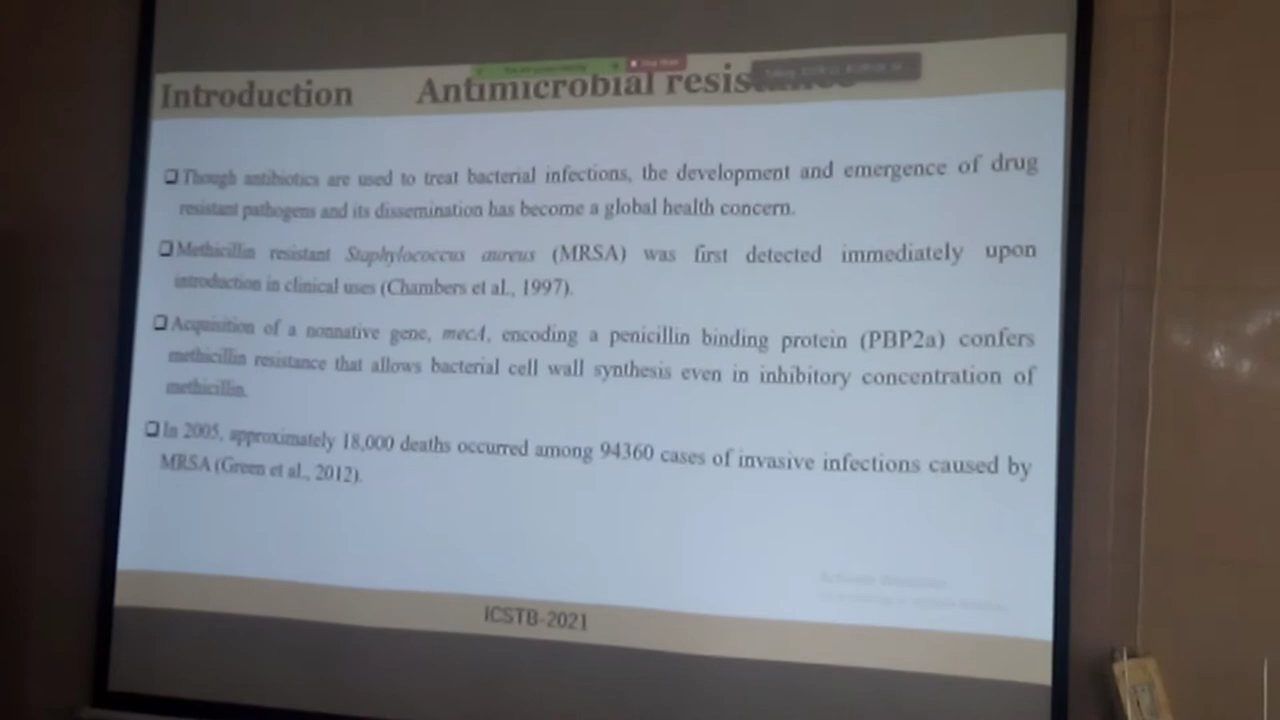 Introduction Antimicrobial resistance
❑ Though antibiotics are used to treat bacterial infections, the development and emergence of drug
resistant pathogens and its dissemination has become a global health concern.
❑ Methicillin resistant Staphylococcus aureus (MRSA) was first detected immediately upon
introduction in clinical uses (Chambers et al., 1997).
❑ Acquisition of a nonnative gene, mecA, encoding a penicillin binding protein (PBP2a) confers
methicillin resistance that allows bacterial cell wall synthesis even in inhibitory concentration of
methicillin.
❑ In 2005, approximately 18,000 deaths occurred among 94360 cases of invasive infections caused by
MRSA (Green et al., 2012).
Activate Windows
ICSTB-2021